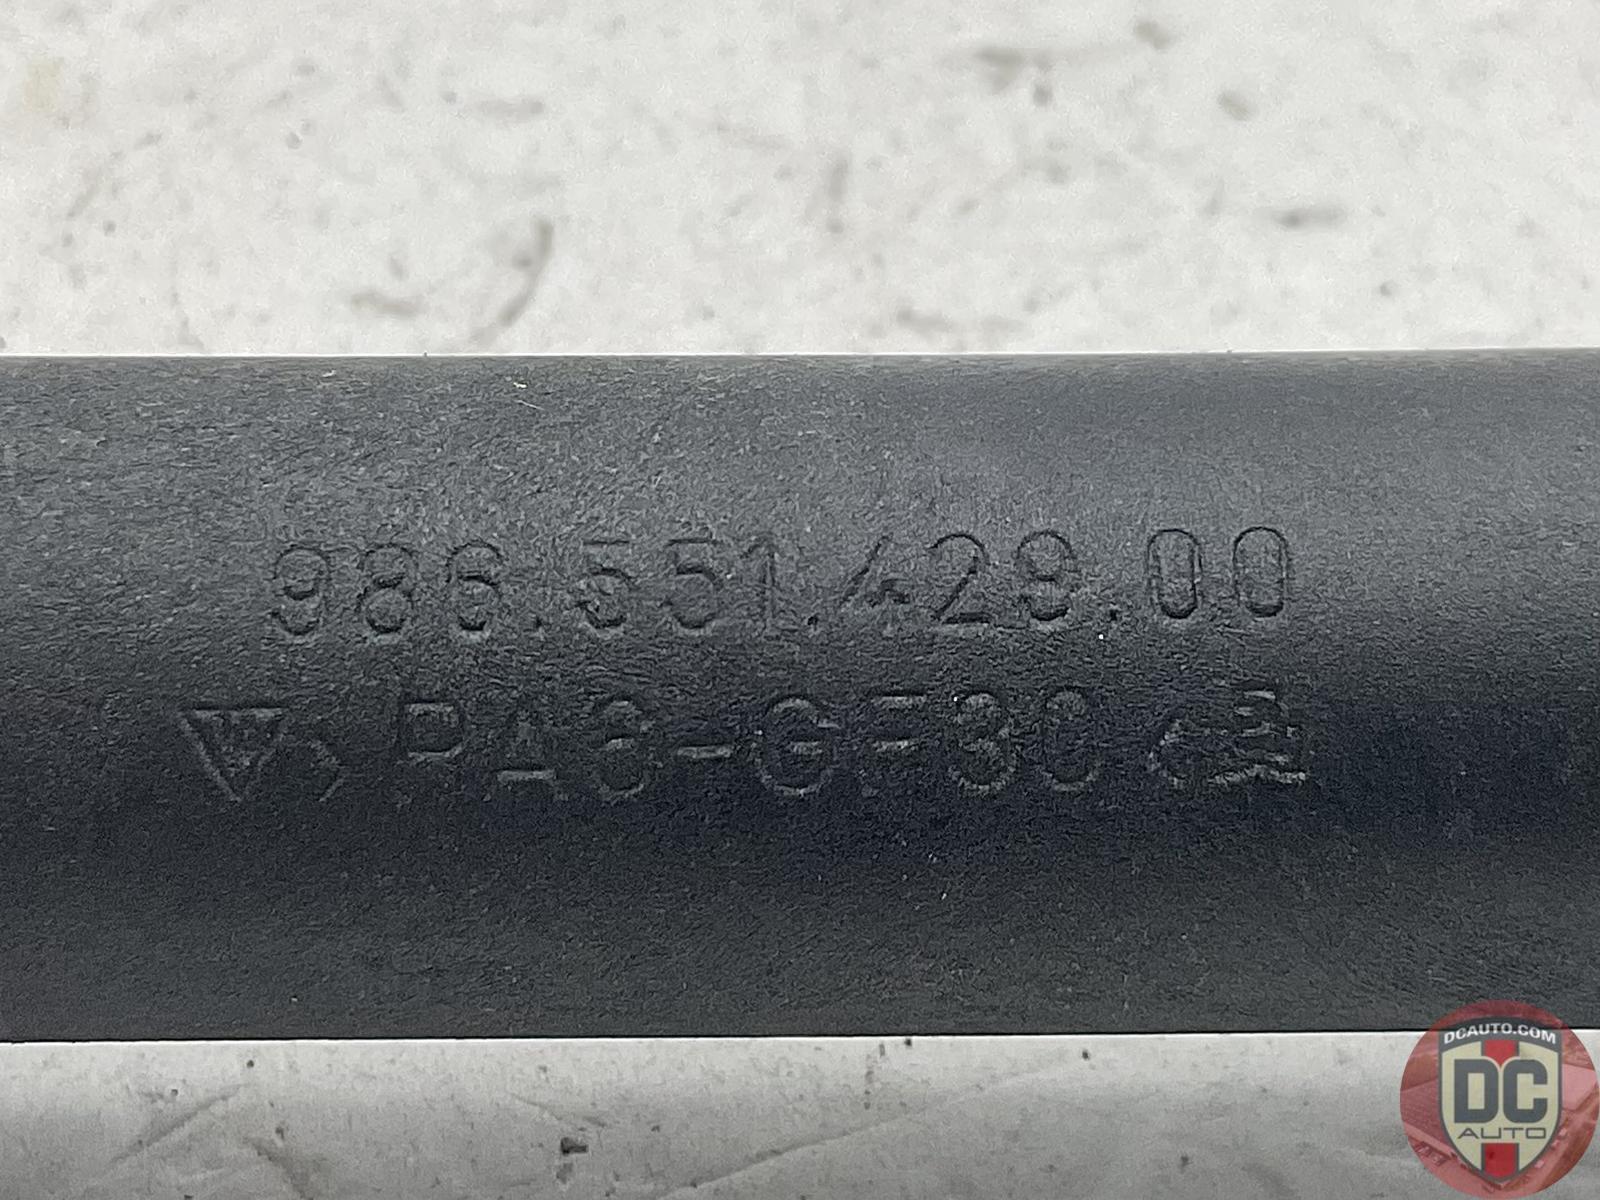 986.551.429.00
>PA6-GF30<
DCAUTO.COM
DC
AUTO